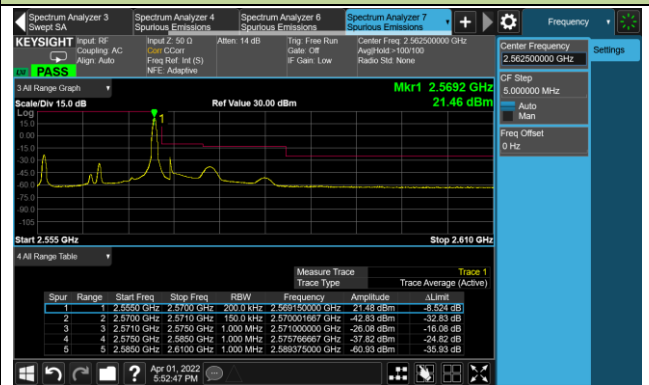 Spectrum Analyzer 3
Swept SA
Spectrum Analyzer 4
Spurious Emissions
Spectrum Analyzer 6
Spurious Emissions
Spectrum Analyzer 7
Spurious Emissions
Frequency
KEYSIGHT
Input: RF
Coupling: AC
Align: Auto
Input Z: 50 Ω
Corr CCorr
Freq Ref: Int (S)
NFE: Adaptive
Atten: 14 dB
Trig: Free Run
Gate: Off
IF Gain: Low
Center Freq: 2.562500000 GHz
Avg|Hold:>100/100
Radio Std: None
PASS
Center Frequency
2.562500000 GHz
Settings
CF Step
5.000000 MHz
Auto
Man
Freq Offset
0 Hz
3 All Range Graph
Mkr1 2.5692 GHz
21.46 dBm
Scale/Div 15.0 dB
Ref Value 30.00 dBm
Log
15.0
0.00
-15.0
-30.0
-45.0
-60.0
-75.0
-90.0
-105
1
Start 2.555 GHz
Stop 2.610 GHz
4 All Range Table
Measure Trace Trace 1
Trace Type Trace Average (Active)
Spur Range Start Freq Stop Freq RBW Frequency Amplitude ΔLimit
1 1 2.5550 GHz 2.5700 GHz 200.0 kHz 2.569150000 GHz 21.48 dBm -8.524 dB
2 2 2.5700 GHz 2.5710 GHz 150.0 kHz 2.570001667 GHz -42.83 dBm -32.83 dB
3 3 2.5710 GHz 2.5750 GHz 1.000 MHz 2.571000000 GHz -26.08 dBm -16.08 dB
4 4 2.5750 GHz 2.5850 GHz 1.000 MHz 2.575766667 GHz -37.82 dBm -24.82 dB
5 5 2.5850 GHz 2.6100 GHz 1.000 MHz 2.589375000 GHz -60.93 dBm -35.93 dB
?
Apr 01, 2022
5:52:47 PM